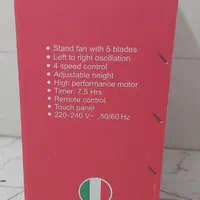 • Stand fan with 5 blades
• Left to right oscillation
• 4 speed control
• Adjustable height
• High performance motor
• Timer: 7.5 Hrs
• Remote control
• Touch panel
• 220-240 V~, 50/60 Hz